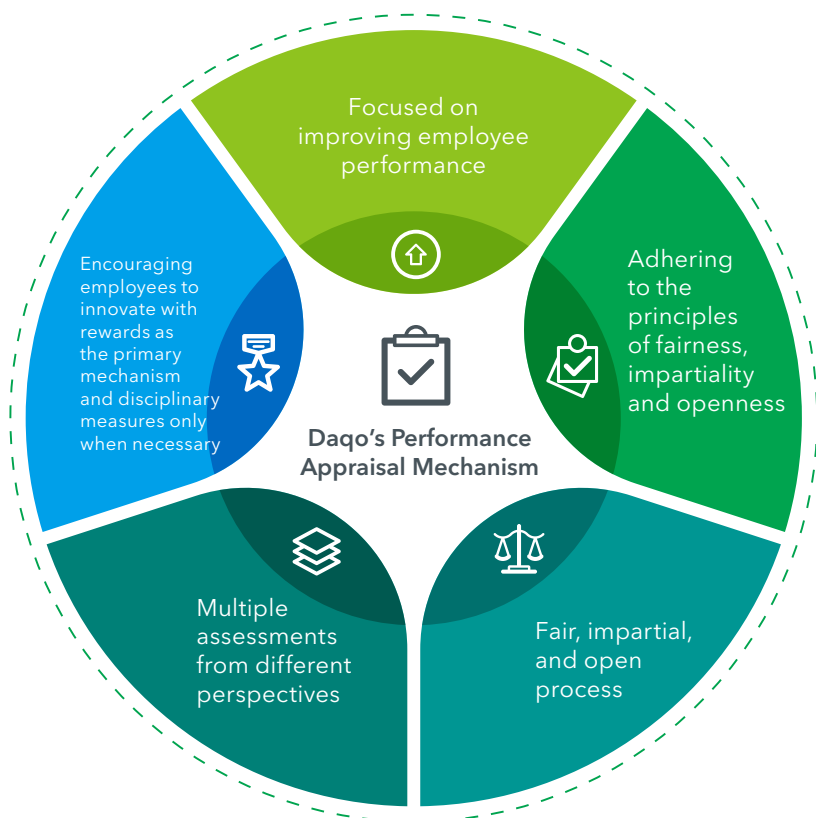 Focused on
improving employee
performance
Adhering
to the
principles
of fairness,
impartiality
and openness
Fair, impartial,
and open
process
Multiple
assessments
from different
perspectives
Encouraging
employees to
innovate with
rewards as
the primary
mechanism
and disciplinary
measures only
when necessary
Daqo’s Performance
Appraisal Mechanism